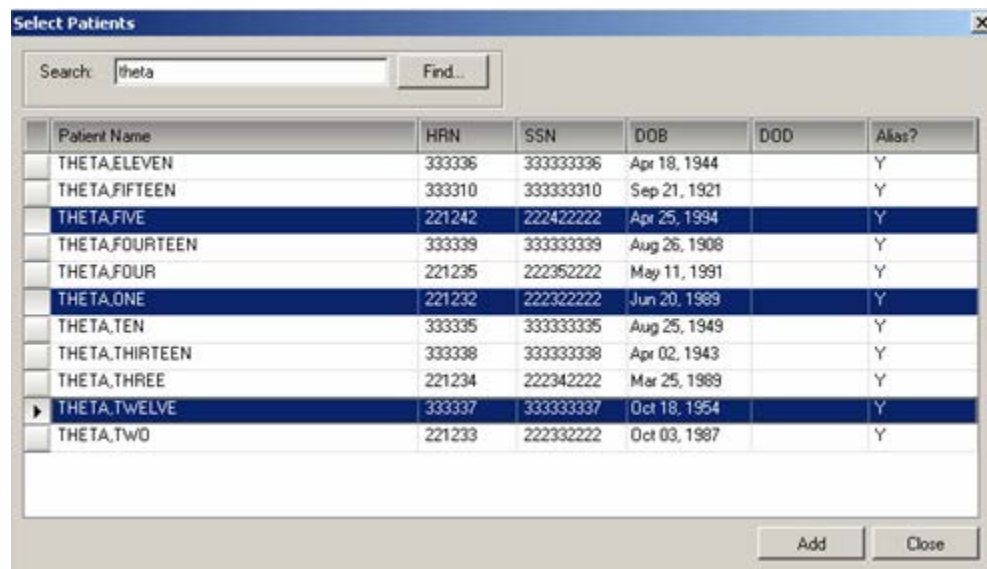 Select Patients
Search: theta Find...
Patient Name HRN SSN DOB DOD Alias?
THETA,ELEVEN 333336 333333336 Apr 18, 1944 Y
THETA,FIFTEEN 333310 333333310 Sep 21, 1921 Y
THETA,FIVE 221242 222422222 Apr 25, 1994 Y
THETA,FOURTEEN 333339 333333339 Aug 26, 1908 Y
THETA,FOUR 221235 222352222 May 11, 1991 Y
THETA,ONE 221232 222322222 Jun 20, 1989 Y
THETA,TEN 333335 333333335 Aug 25, 1949 Y
THETA,THIRTEEN 333338 333333338 Apr 02, 1943 Y
THETA,THREE 221234 222342222 Mar 25, 1989 Y
THETA,TWELVE 333337 333333337 Oct 18, 1954 Y
THETA,TWO 221233 222332222 Oct 03, 1987 Y
Add Close